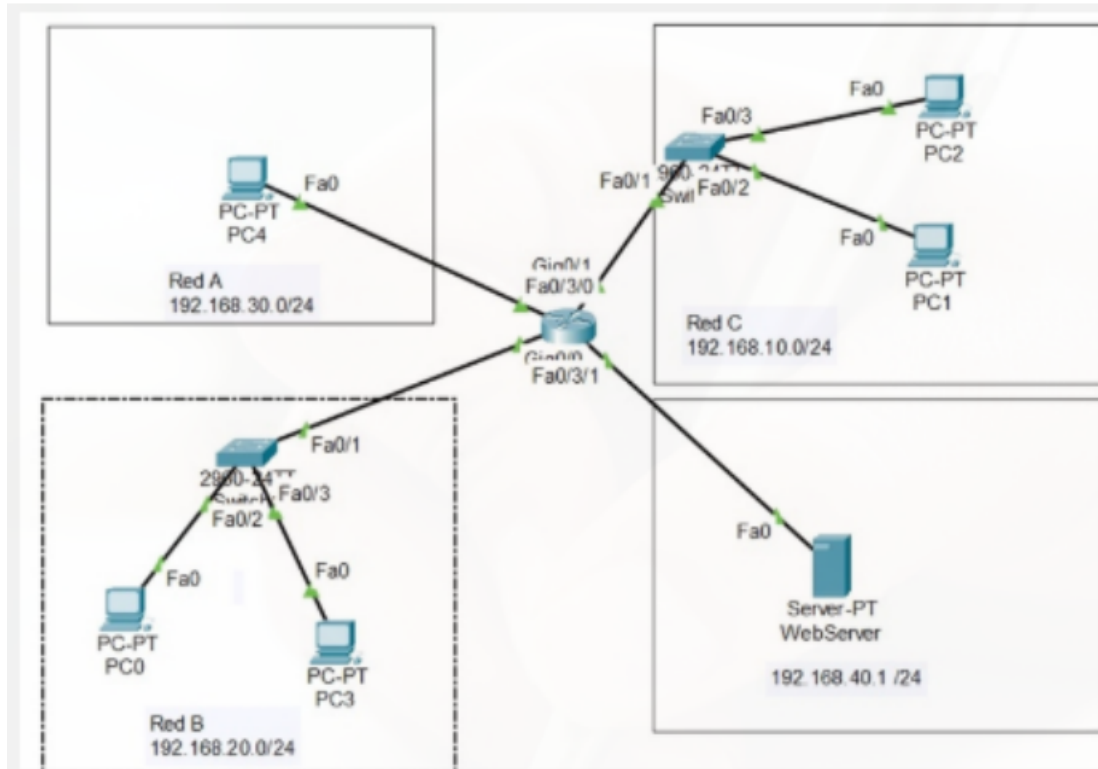 Fa0
PC-PT
PC4
Red A
192.168.30.0/24
Fa0/3
Fa0
PC-PT
PC2
Fa0/1
Fa0/2
Fa0
PC-PT
PC1
Red C
192.168.10.0/24
Gig0/1
Fa0/3/0
Gig0/0
Fa0/3/1
Fa0/1
2960-24TT
Switch
Fa0/3
Fa0/2
Fa0
Fa0
PC-PT
PC0
PC-PT
PC3
Red B
192.168.20.0/24
Fa0
Server-PT
WebServer
192.168.40.1 /24